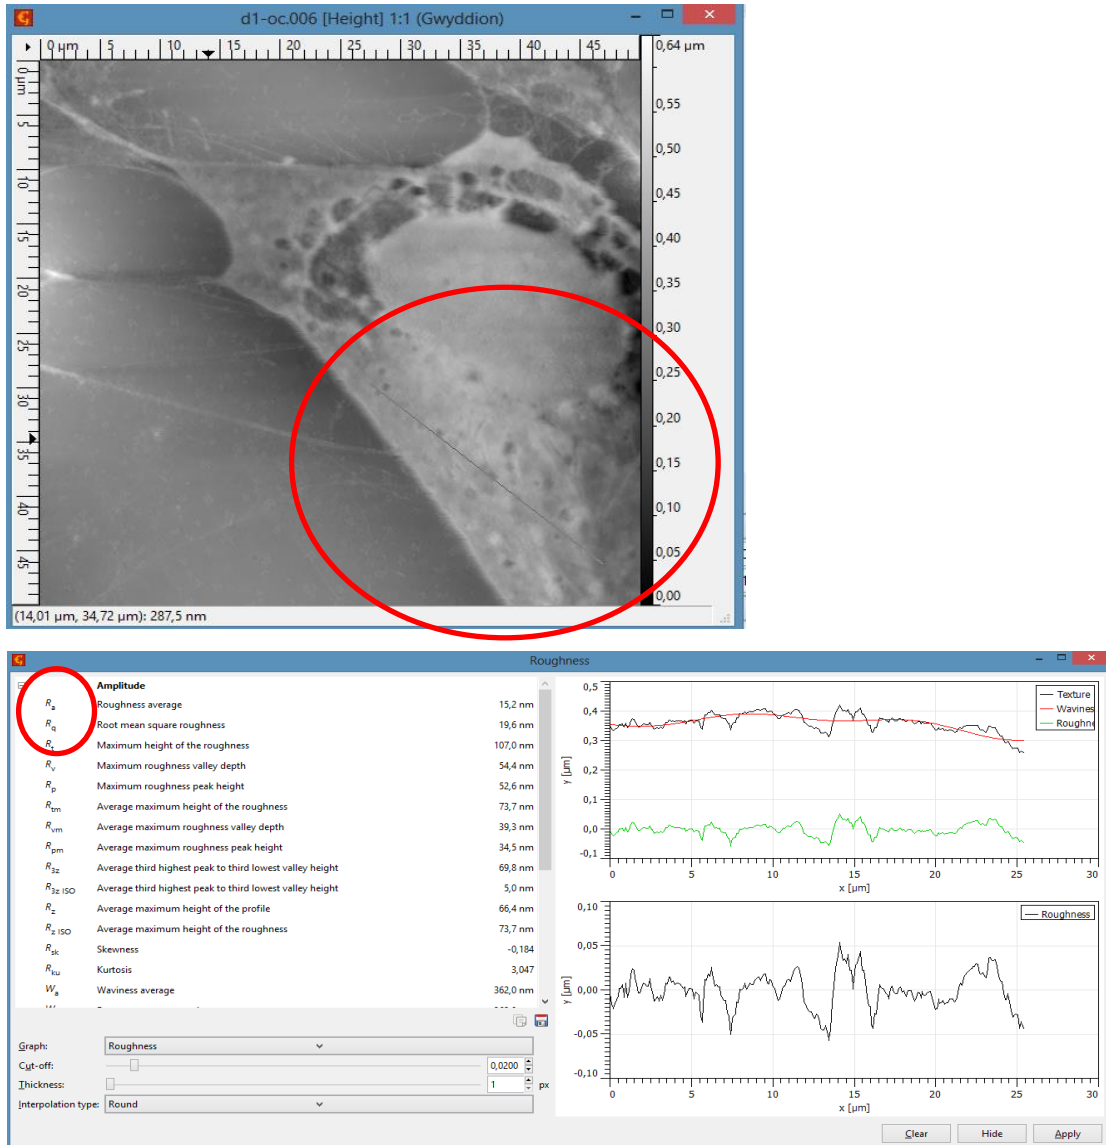 d1-oc.006 [Height] 1:1 (Gwyddion)
0 µm 5 10 15 20 25 30 35 40 45
0 µm
5
10
15
20
25
30
35
40
45
0,64 µm
0,55
0,50
0,45
0,40
0,35
0,30
0,25
0,20
0,15
0,10
0,05
0,00
(14,01 µm, 34,72 µm): 287,5 nm
Roughness
Amplitude
Ra Roughness average 15,2 nm
Rq Root mean square roughness 19,6 nm
Rt Maximum height of the roughness 107,0 nm
Rv Maximum roughness valley depth 54,4 nm
Rp Maximum roughness peak height 52,6 nm
Rtm Average maximum height of the roughness 73,7 nm
Rvm Average maximum roughness valley depth 39,3 nm
Rpm Average maximum roughness peak height 34,5 nm
R3z Average third highest peak to third lowest valley height 69,8 nm
R3z ISO Average third highest peak to third lowest valley height 5,0 nm
Rz Average maximum height of the profile 66,4 nm
Rz ISO Average maximum height of the roughness 73,7 nm
Rsk Skewness -0,184
Rku Kurtosis 3,047
Wa Waviness average 362,0 nm
Graph: Roughness
Cut-off: 0,0200
Thickness: 1 px
Interpolation type: Round
Texture
Wavines
Roughne
0,5
0,4
0,3
0,2
0,1
0,0
-0,1
y [µm]
0 5 10 15 20 25 30
x [µm]
Roughness
0,10
0,05
0,00
-0,05
-0,10
y [µm]
0 5 10 15 20 25 30
x [µm]
Clear Hide Apply